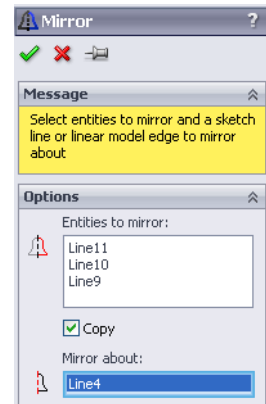 Mirror ?
Message
Select entities to mirror and a sketch
line or linear model edge to mirror
about
Options
Entities to mirror:
Line11
Line10
Line9
Copy
Mirror about:
Line4